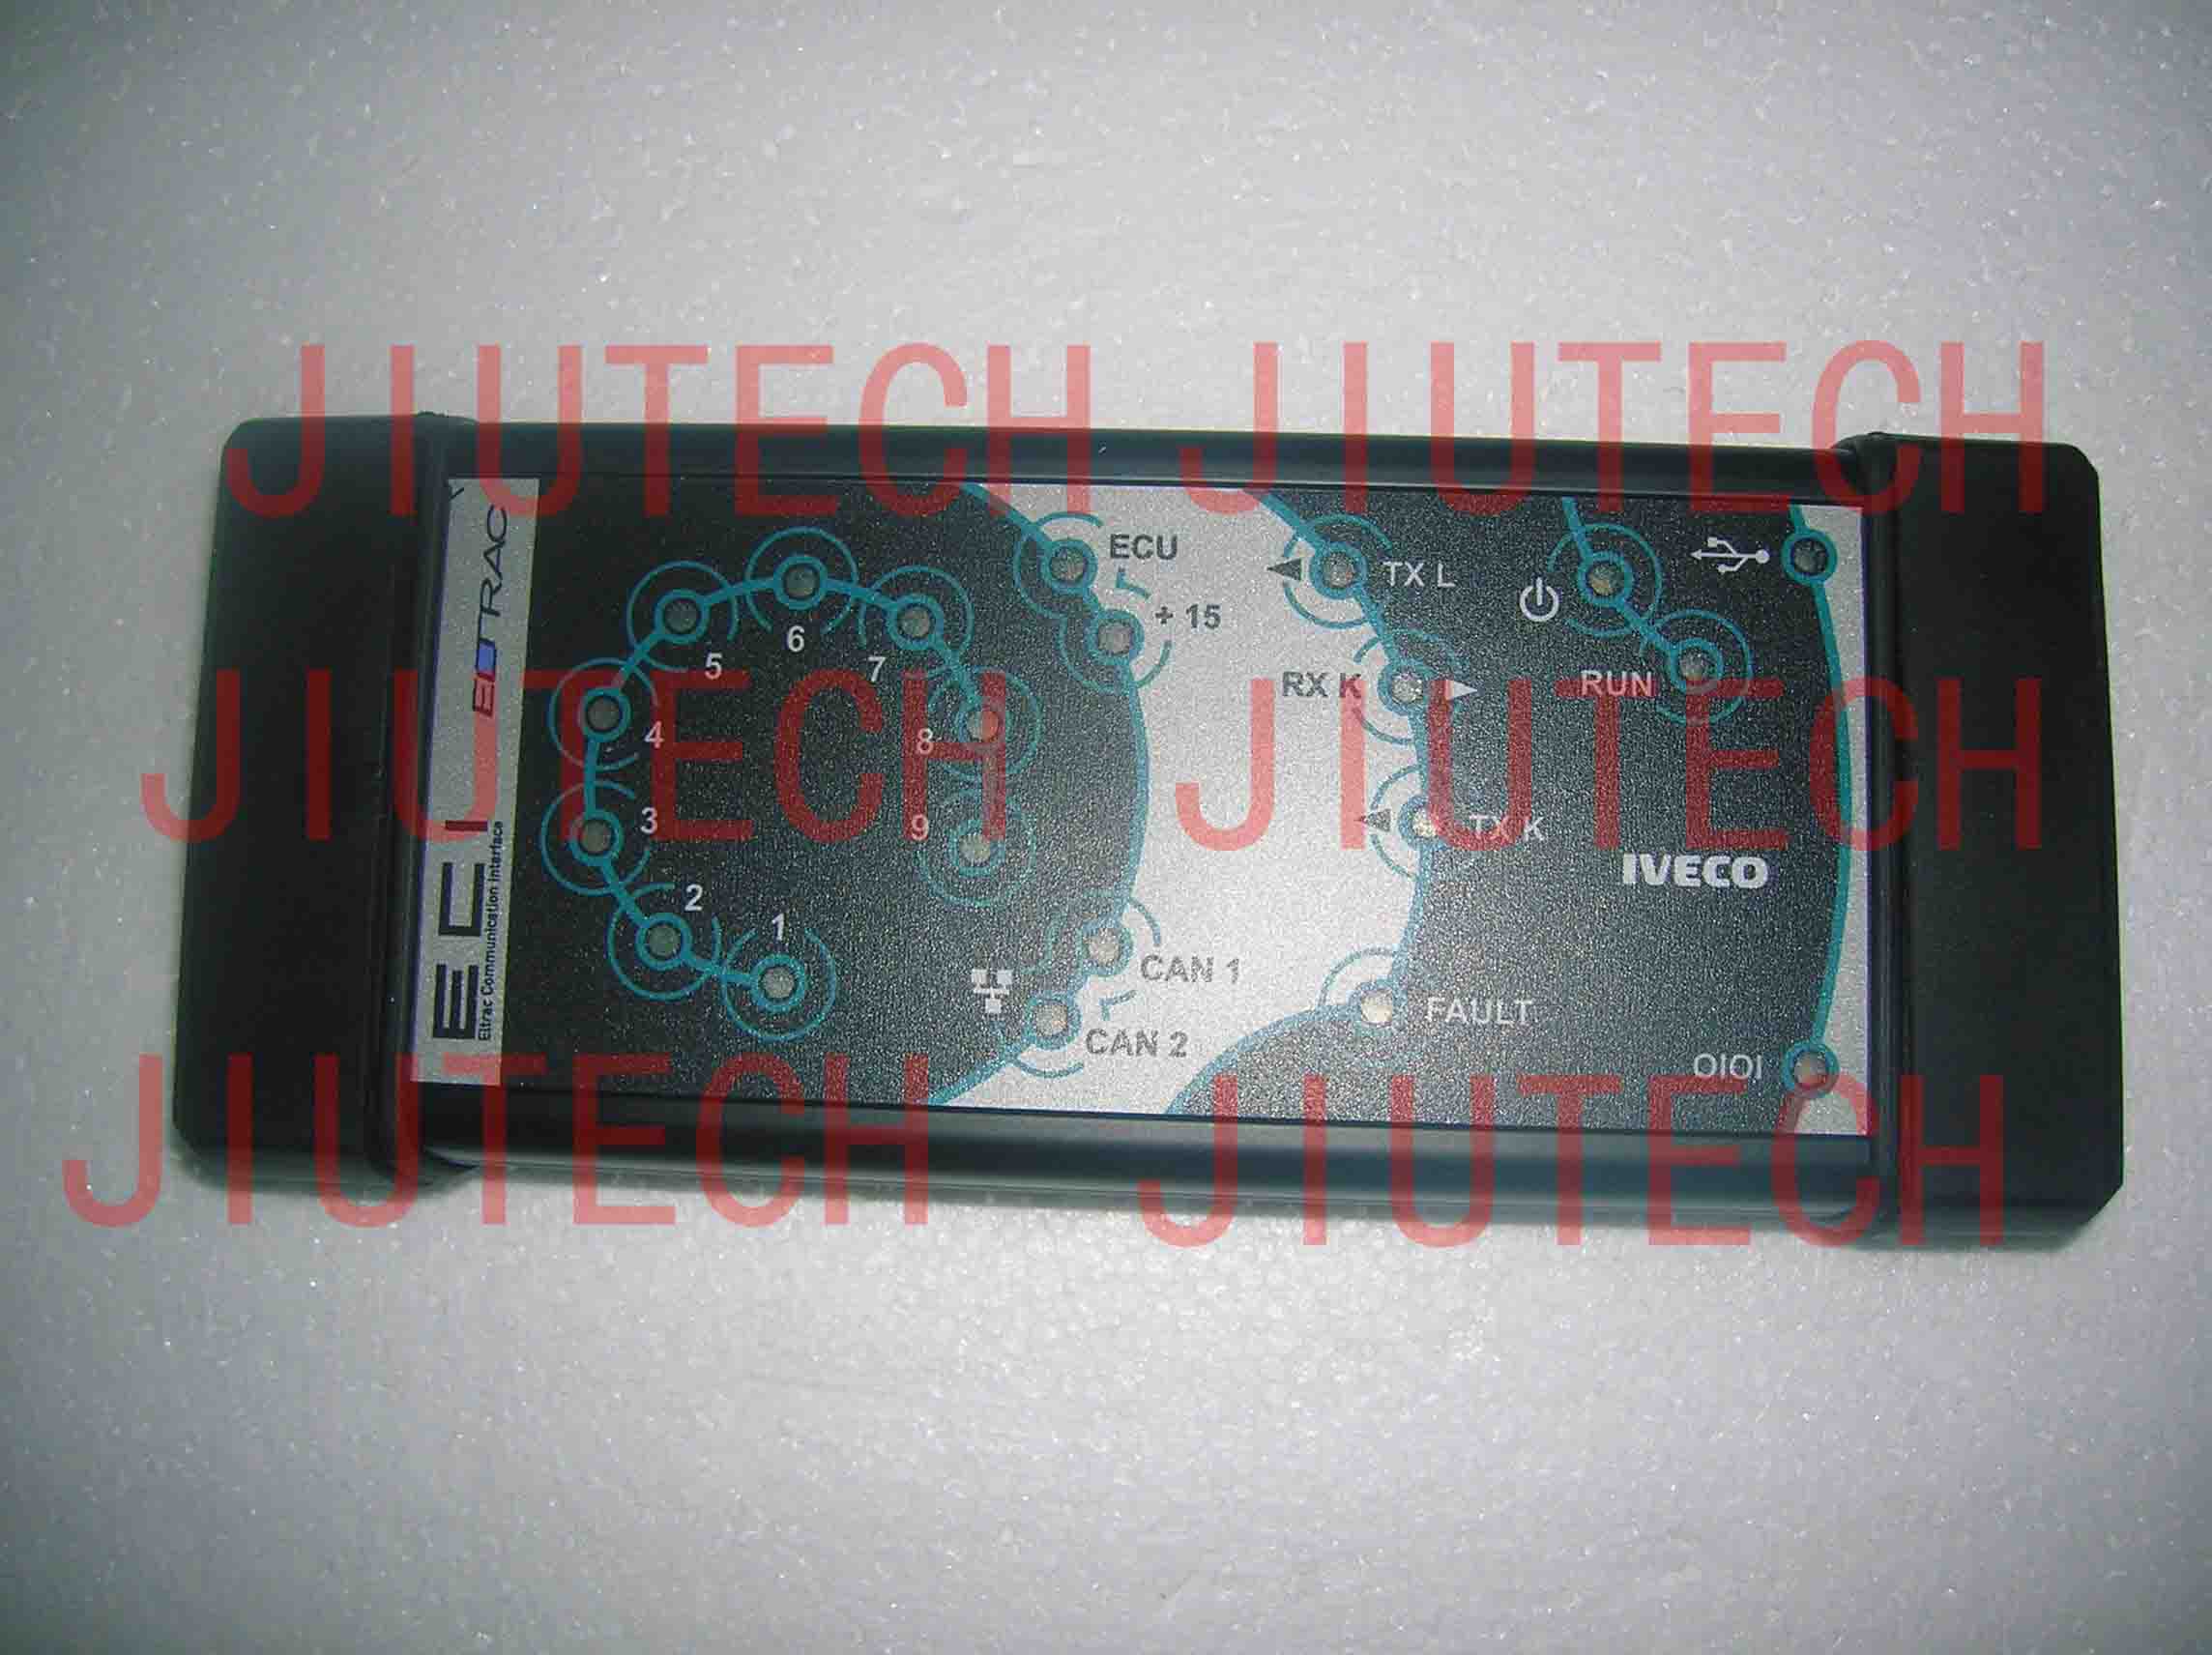 JIUTECH JIUTECH
JIUTECH JIUTECH
JIUTECH JIUTECH
ECI
Eltrac Communication Interface
ELTRAC
1
2
3
4
5
6
7
8
9
ECU
+ 15
CAN 1
CAN 2
TX L
RX K
TX K
FAULT
RUN
IVECO
OIOI